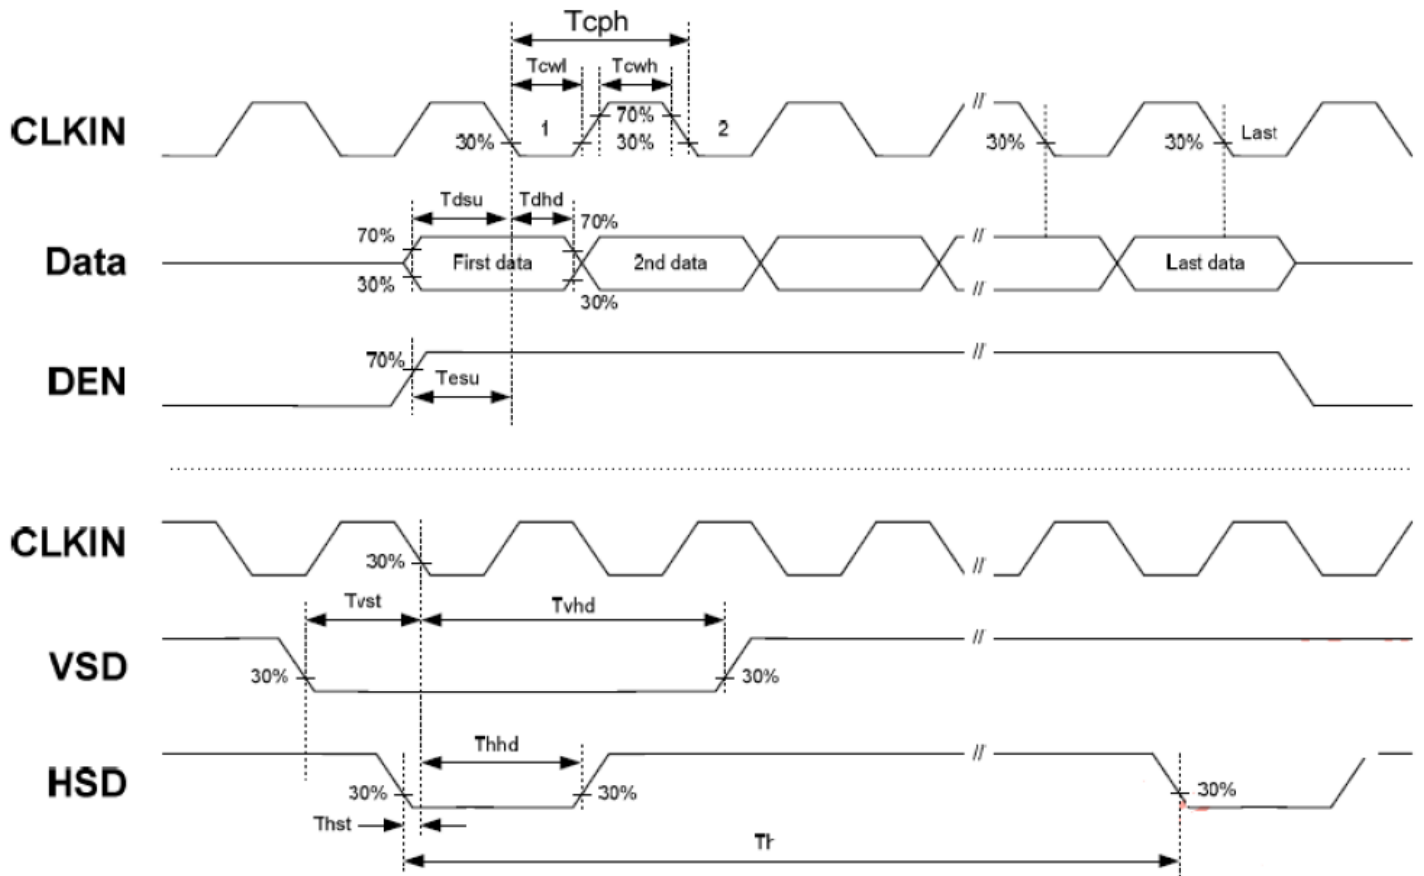 Tcph
Tcwl Tcwh
CLKIN 30% 1 70% 30% 2 // 30% 30% Last
Tdsu Tdhd
70% 70%
Data First data 2nd data // // Last data
30% 30%
DEN 70% //
Tesu
CLKIN 30% //
Tvst Tvhd
VSD 30% 30% //
Thhd
HSD 30% 30% // 30%
Thst